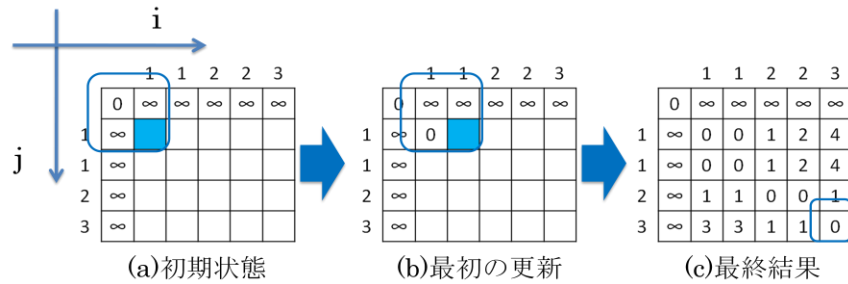 i
j
1 1 2 2 3
0 ∞ ∞ ∞ ∞ ∞
1 ∞
1 ∞
2 ∞
3 ∞
(a)初期状態
1 1 2 2 3
0 ∞ ∞ ∞ ∞ ∞
1 ∞ 0
1 ∞
2 ∞
3 ∞
(b)最初の更新
1 1 2 2 3
0 ∞ ∞ ∞ ∞ ∞
1 ∞ 0 0 1 2 4
1 ∞ 0 0 1 2 4
2 ∞ 1 1 0 0 1
3 ∞ 3 3 1 1 0
(c)最終結果